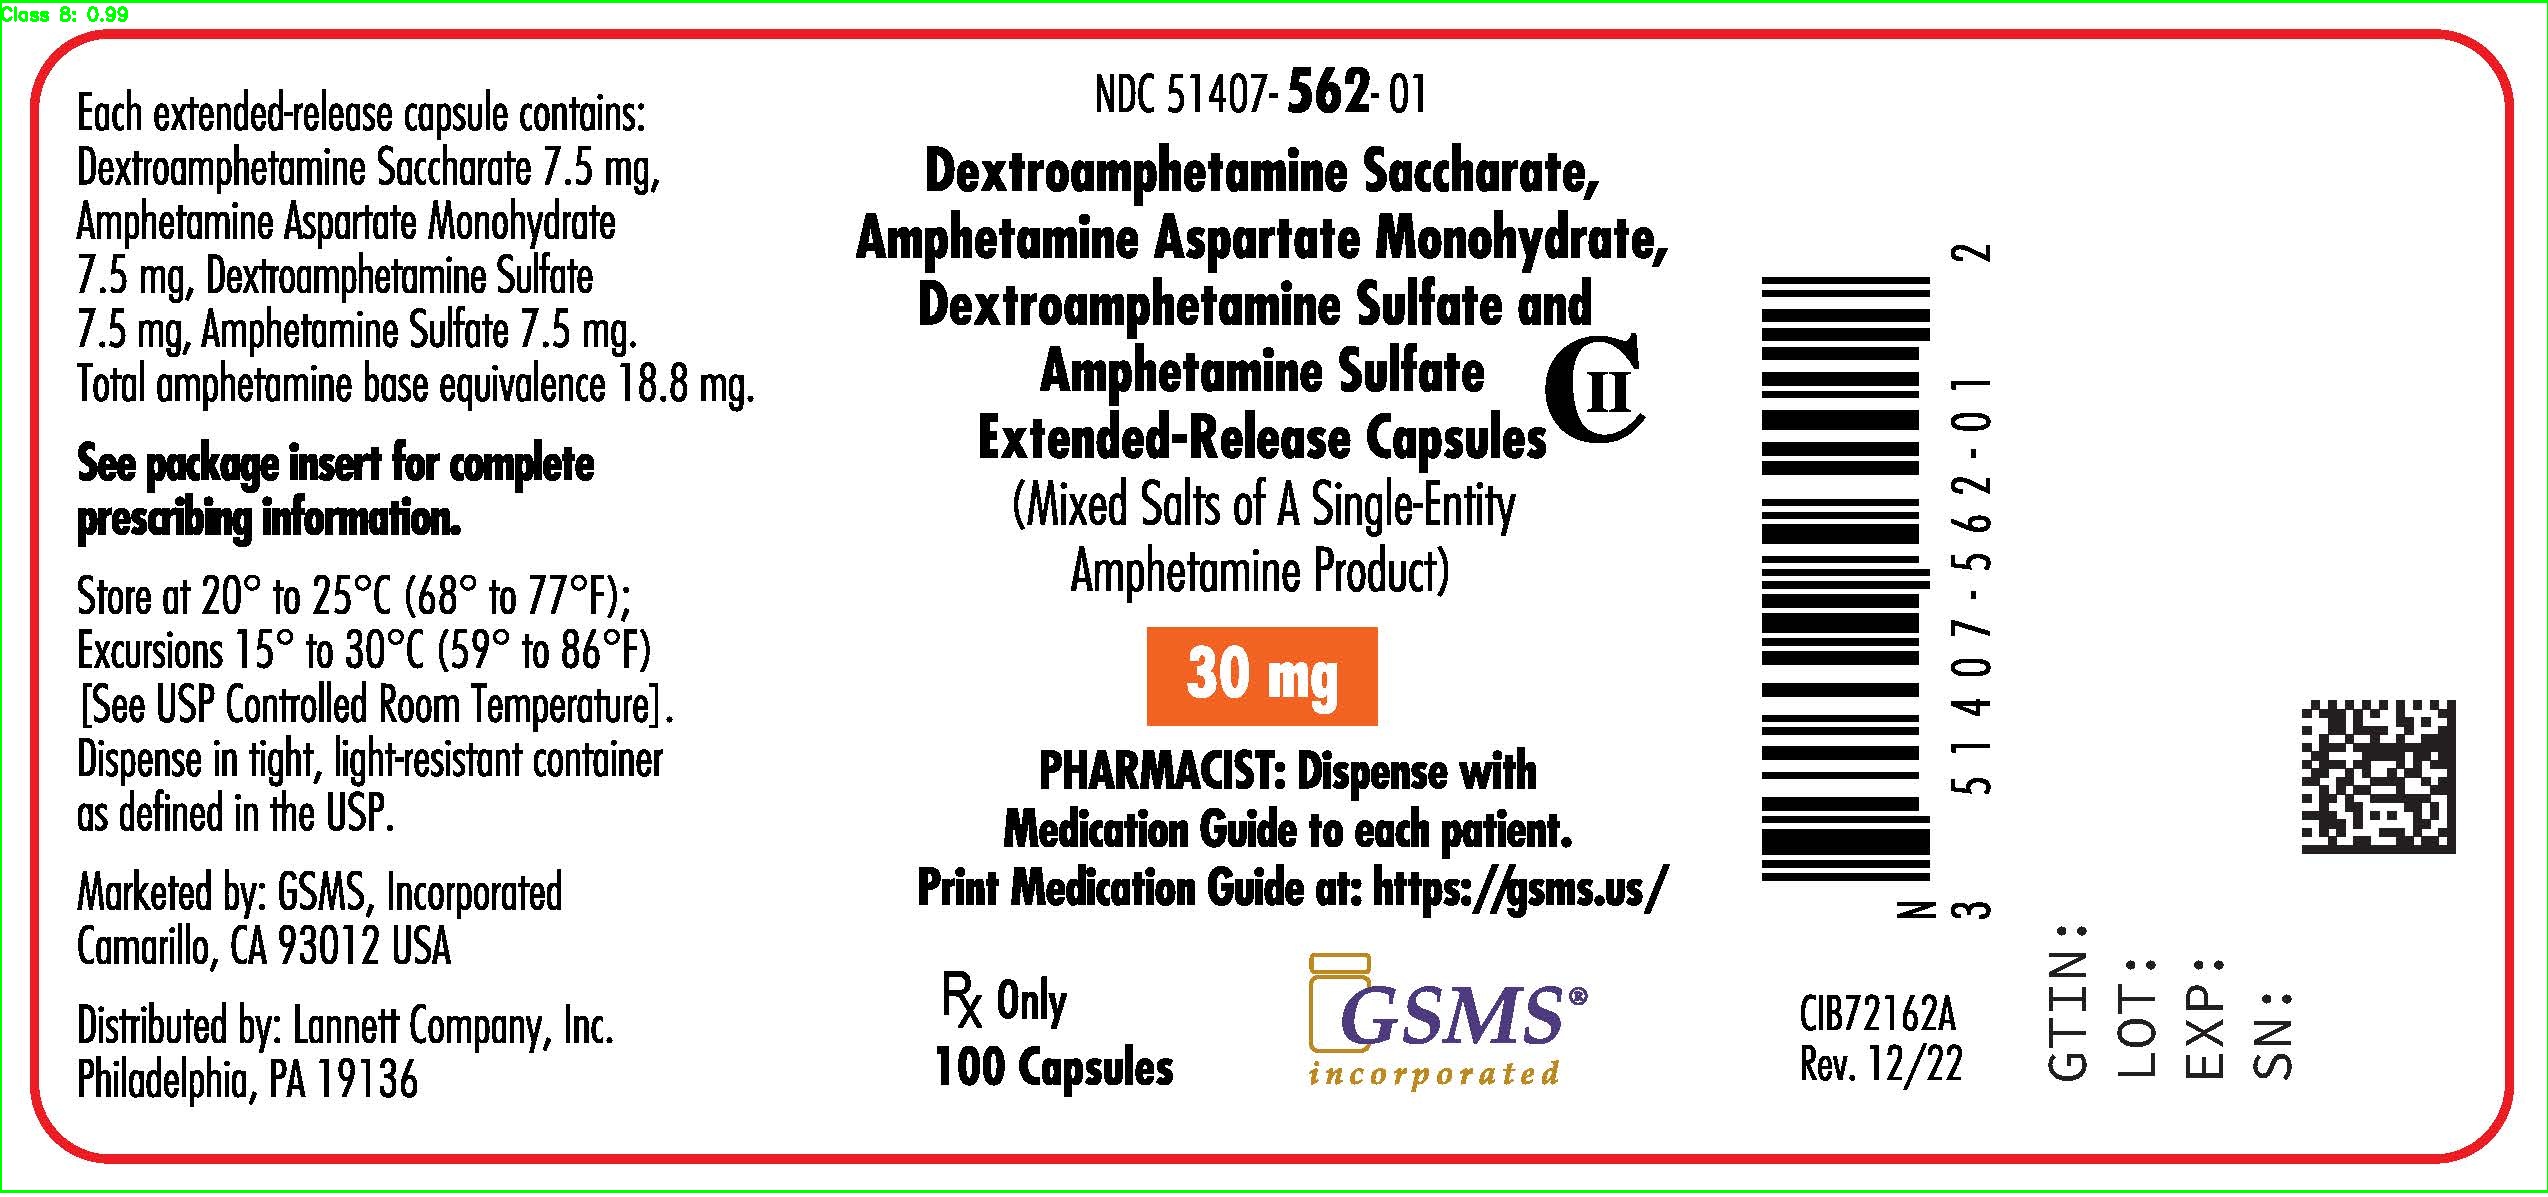 Class 8: 0.99
Each extended-release capsule contains:
Dextroamphetamine Saccharate 7.5 mg,
Amphetamine Aspartate Monohydrate
7.5 mg, Dextroamphetamine Sulfate
7.5 mg, Amphetamine Sulfate 7.5 mg.
Total amphetamine base equivalence 18.8 mg.
See package insert for complete
prescribing information.
Store at 20° to 25°C (68° to 77°F);
Excursions 15° to 30°C (59° to 86°F)
[See USP Controlled Room Temperature].
Dispense in tight, light-resistant container
as defined in the USP.
Marketed by: GSMS, Incorporated
Camarillo, CA 93012 USA
Distributed by: Lannett Company, Inc.
Philadelphia, PA 19136
NDC 51407-562-01
Dextroamphetamine Saccharate,
Amphetamine Aspartate Monohydrate,
Dextroamphetamine Sulfate and
Amphetamine Sulfate
Extended-Release Capsules
CII
(Mixed Salts of A Single-Entity
Amphetamine Product)
30 mg
PHARMACIST: Dispense with
Medication Guide to each patient.
Print Medication Guide at: https://gsms.us/
Rx Only
100 Capsules
GSMS®
incorporated
N
3 51407-562-01 2
CIB72162A
Rev. 12/22
GTIN:
LOT:
EXP:
SN: